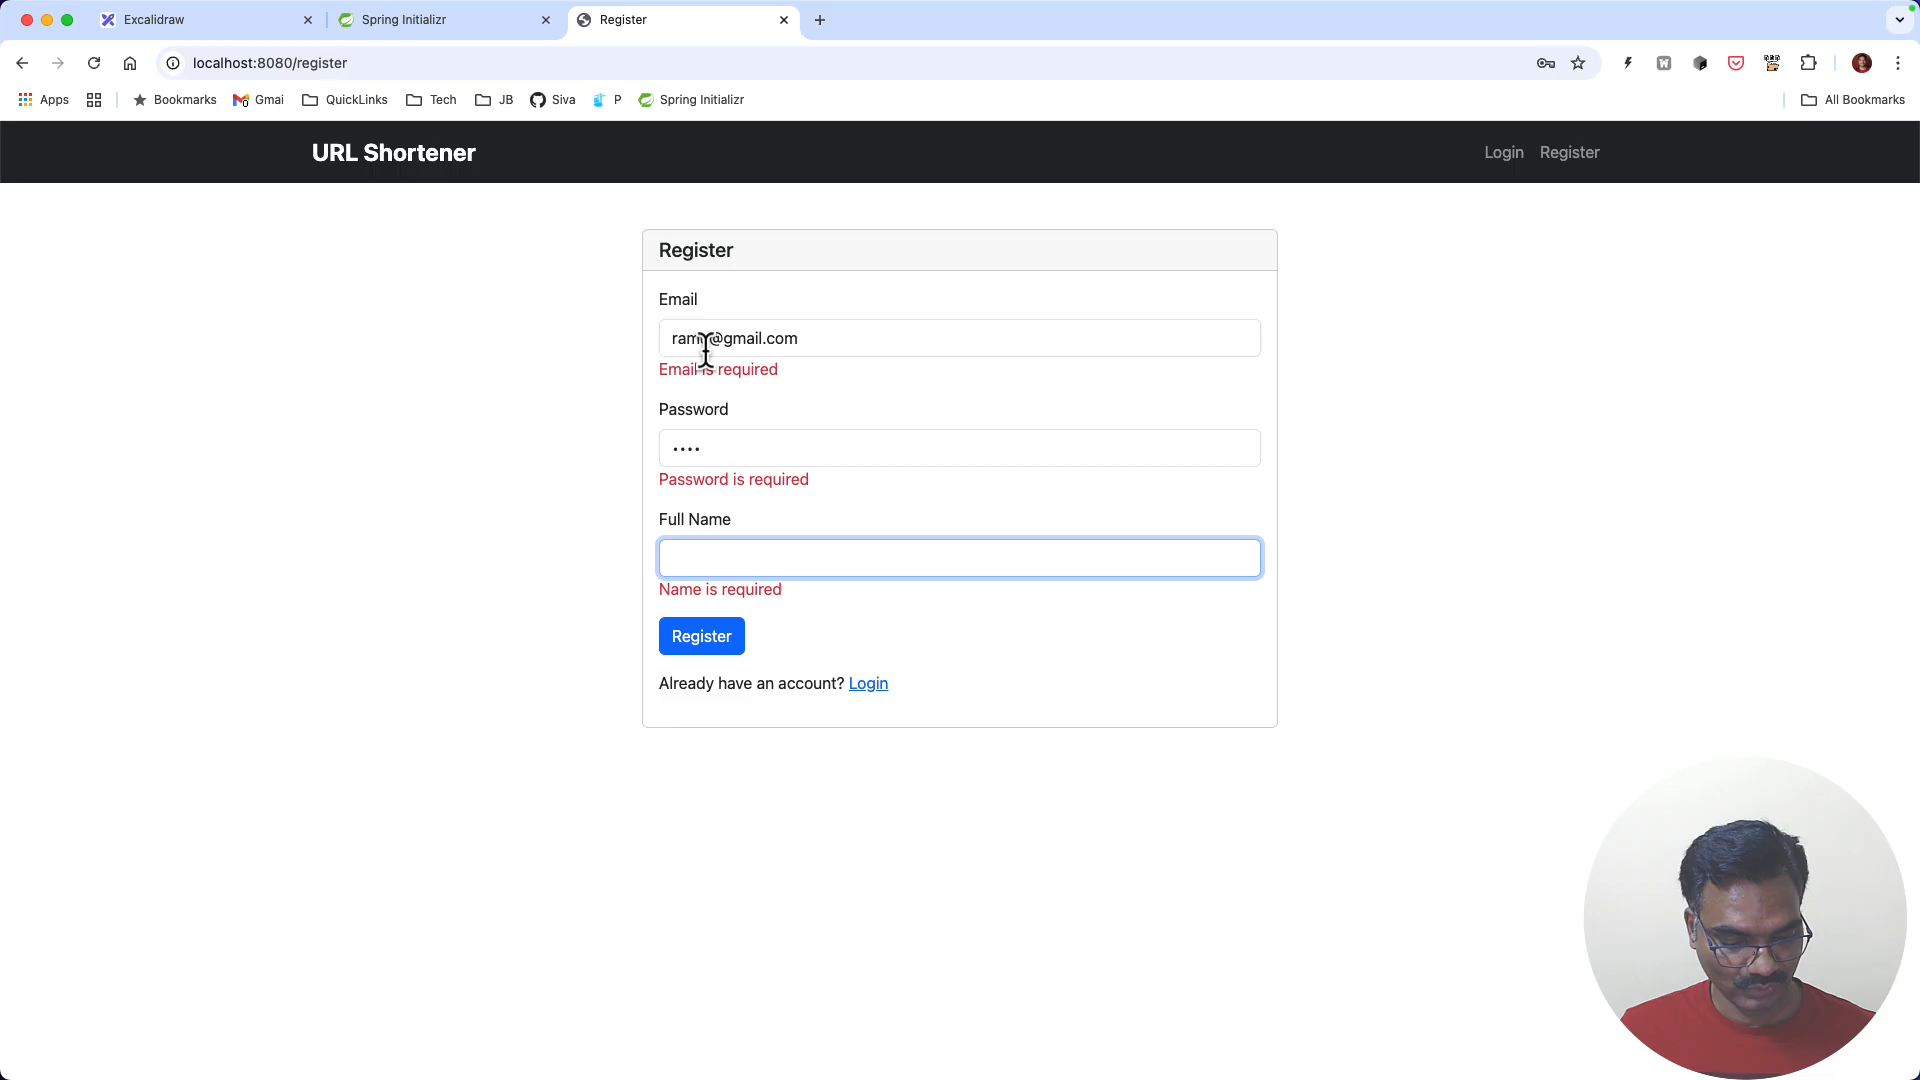 Excalidraw
Spring Initializr
Register
localhost:8080/register
Apps
Bookmarks
Gmai
QuickLinks
Tech
JB
Siva
P
Spring Initializr
All Bookmarks
URL Shortener
Login
Register
Register
Email
@gmail.com
Email is required
Password
Password is required
Full Name
Name is required
Register
Already have an account? Login